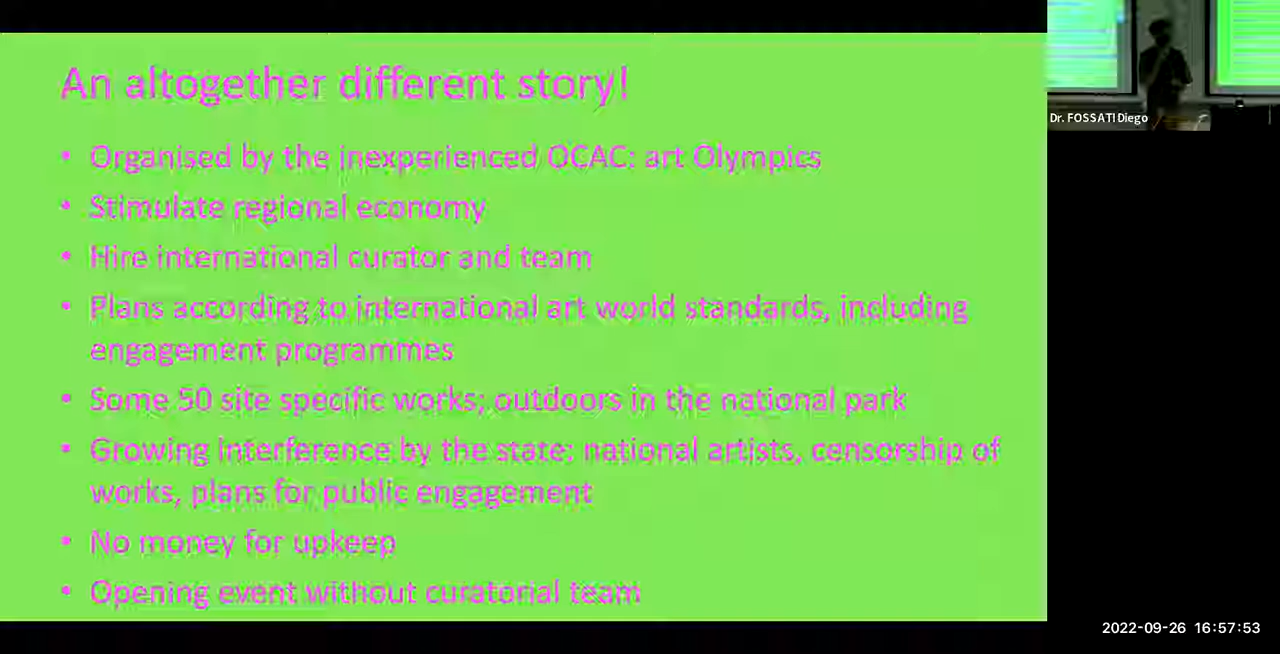 An altogether different story!
• Organised by the inexperienced OCAC: art Olympics
• Stimulate regional economy
• Hire international curator and team
• Plans according to international art world standards, including
engagement programmes
• Some 50 site specific works; outdoors in the national park
• Growing interference by the state: national artists, censorship of
works, plans for public engagement
• No money for upkeep
• Opening event without curatorial team
Dr. FOSSATI Diego
2022-09-26 16:57:53